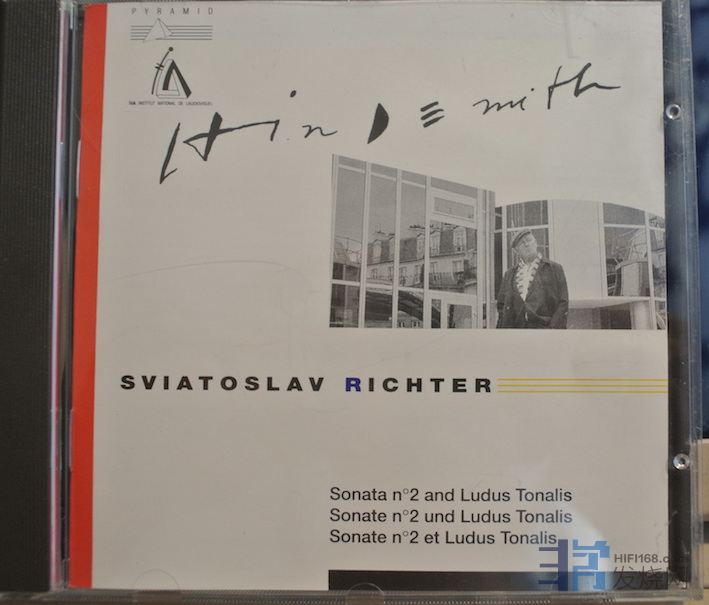 PYRAMID
INA INSTITUT NATIONAL DE L'AUDIOVISUEL
HinDEmith
SVIATOSLAV RICHTER
Sonata n°2 and Ludus Tonalis
Sonate n°2 und Ludus Tonalis
Sonate n°2 et Ludus Tonalis
HIFI168.com
发烧网